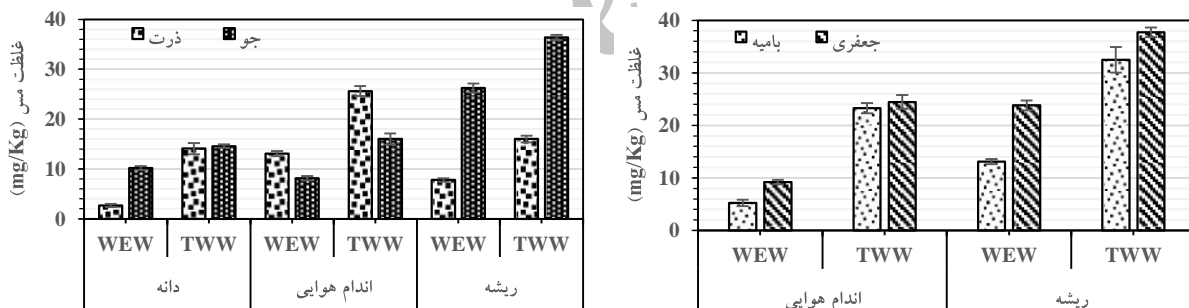 غلظت مس (mg/Kg)
40
30
20
10
0
ذرت جو
WEW TWW WEW TWW WEW TWW
دانه اندام هوایی ریشه
غلظت مس (mg/Kg)
40
30
20
10
0
بامیه جعفری
WEW TWW WEW TWW
اندام هوایی ریشه